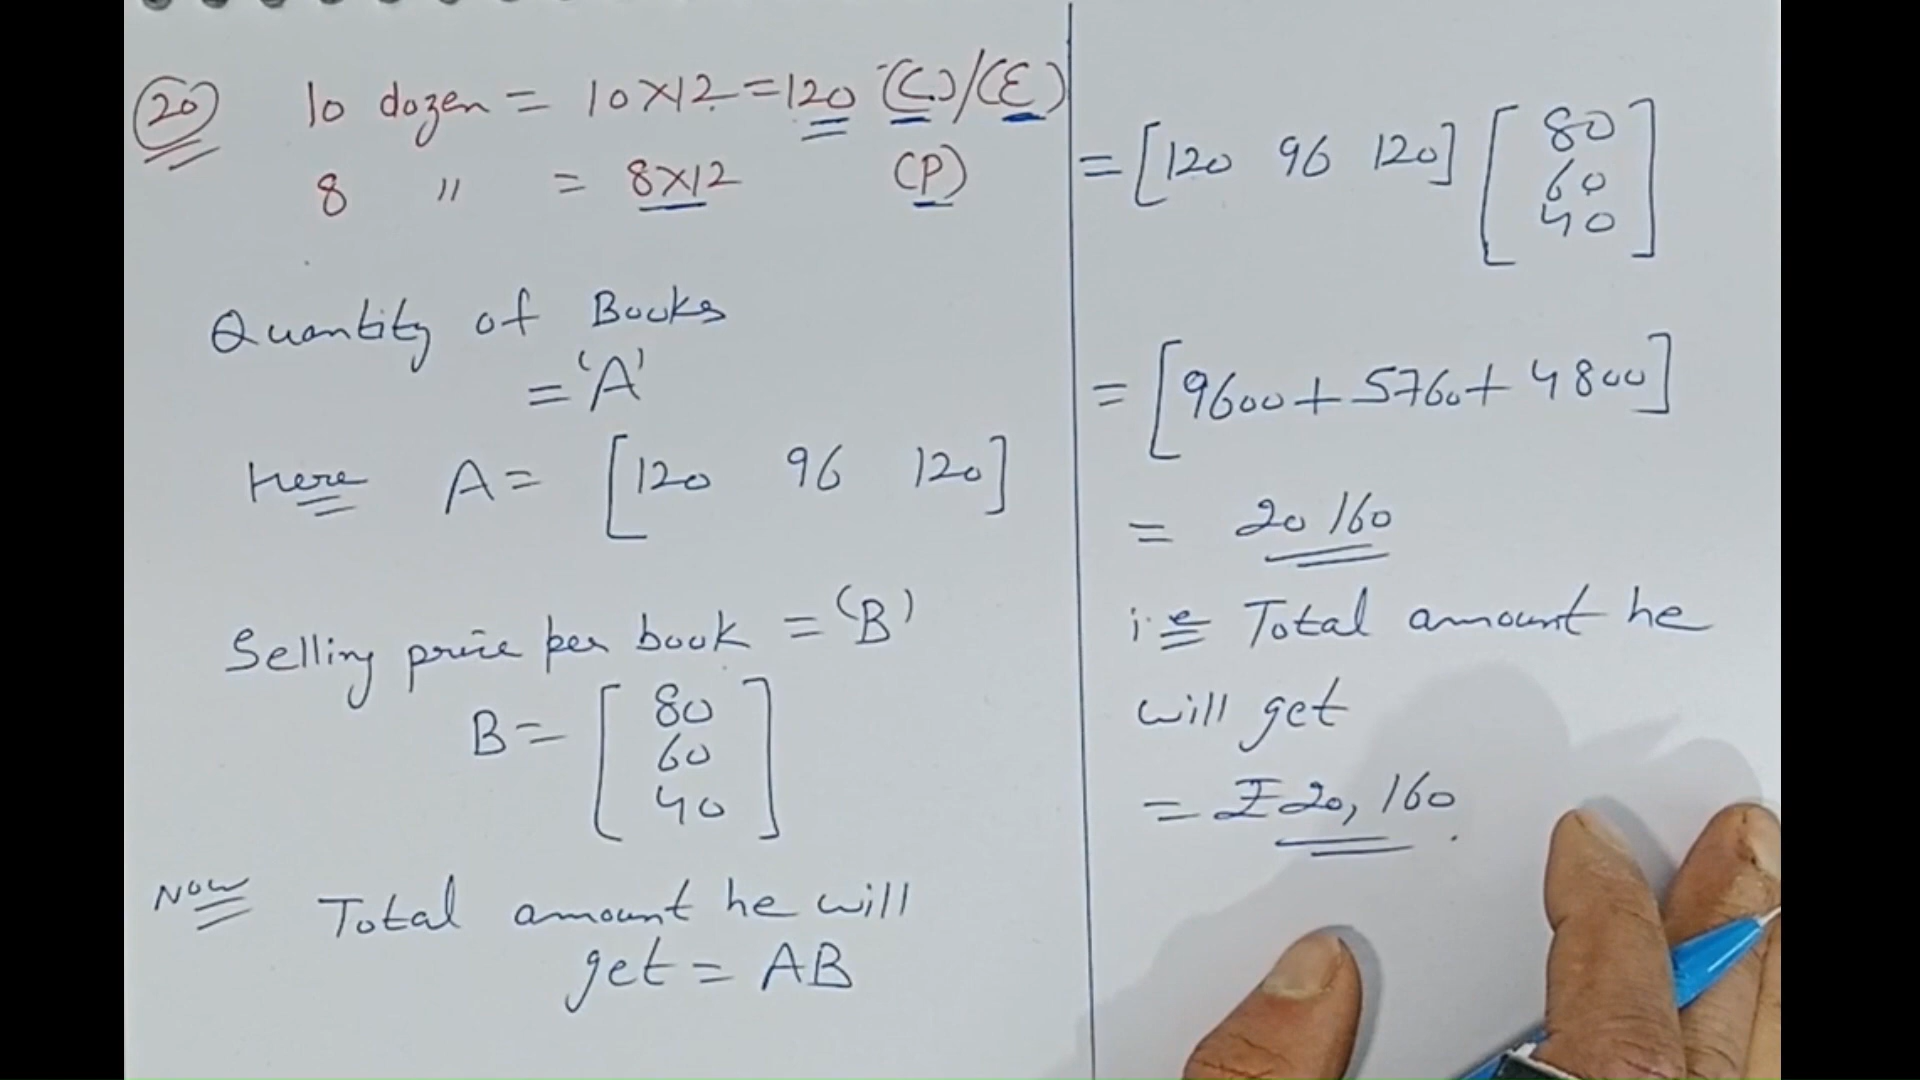 20 10 dozen = 10×12 = 120 (C)/(E)
8 " = 8×12 (P)
Quantity of Books
= 'A'
Here A = [120 96 120]
Selling price per book = (B)
B = [80
60
40]
Now Total amount he will
get = AB
= [120 96 120] [80
60
40]
= [9600 + 5760 + 4800]
= 20160
i.e Total amount he
will get
= ₹20,160.